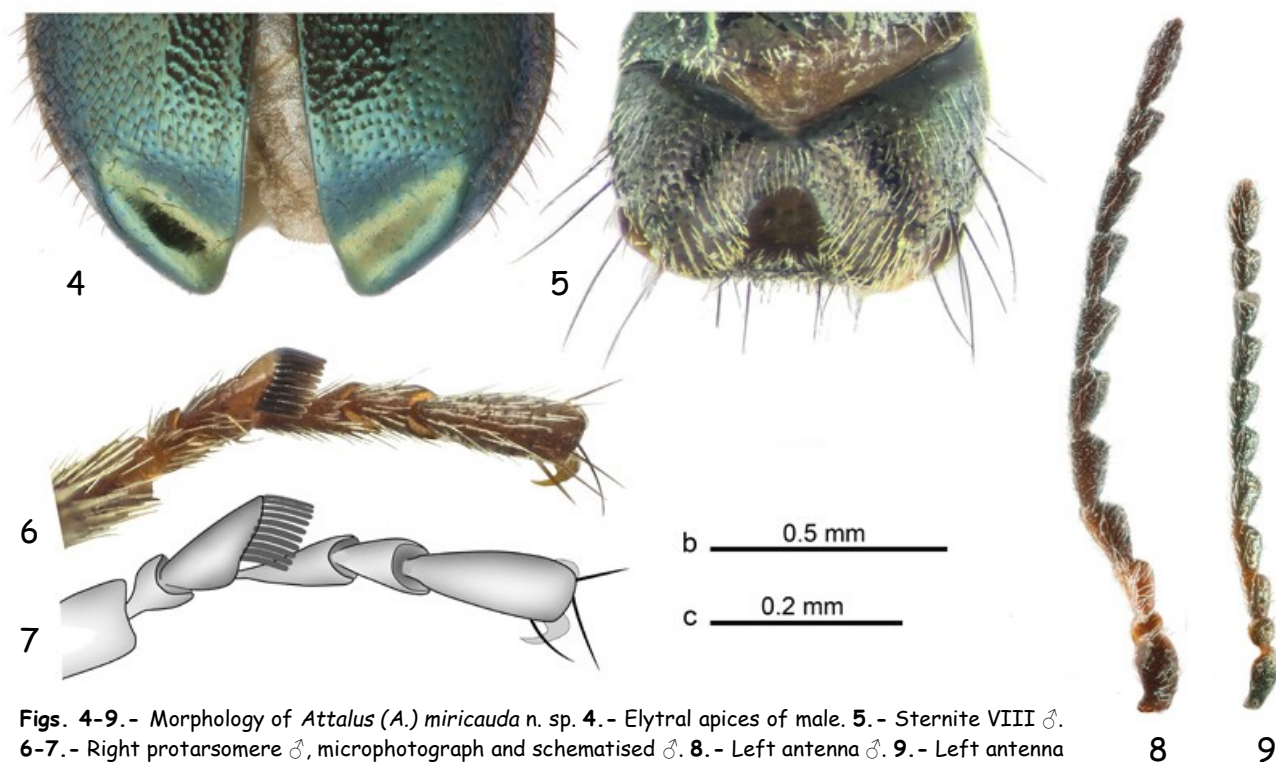 4
5
6
b 0.5 mm
c 0.2 mm
7
Figs. 4-9.- Morphology of Attalus (A.) miricauda n. sp. 4.- Elytral apices of male. 5.- Sternite VIII ♂.
6-7.- Right protarsomere ♂, microphotograph and schematised ♂. 8.- Left antenna ♂. 9.- Left antenna
8
9